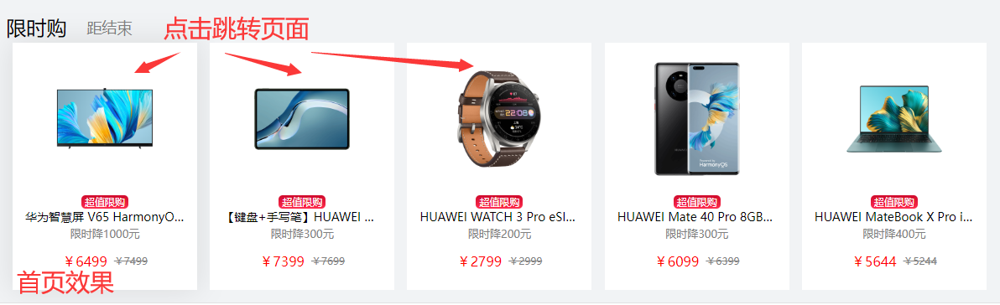 限时购 距结束 点击跳转页面
22:08
Powered by
HarmonyOS
超值限购 超值限购 超值限购 超值限购 超值限购
华为智慧屏 V65 HarmonyO... 【键盘+手写笔】HUAWEI ... HUAWEI WATCH 3 Pro eSI... HUAWEI Mate 40 Pro 8GB... HUAWEI MateBook X Pro i...
限时降1000元 限时降300元 限时降200元 限时降300元 限时降400元
¥6499 ¥7499 ¥7399 ¥7699 ¥2799 ¥2999 ¥6099 ¥6399 ¥5644 ¥5244
首页效果